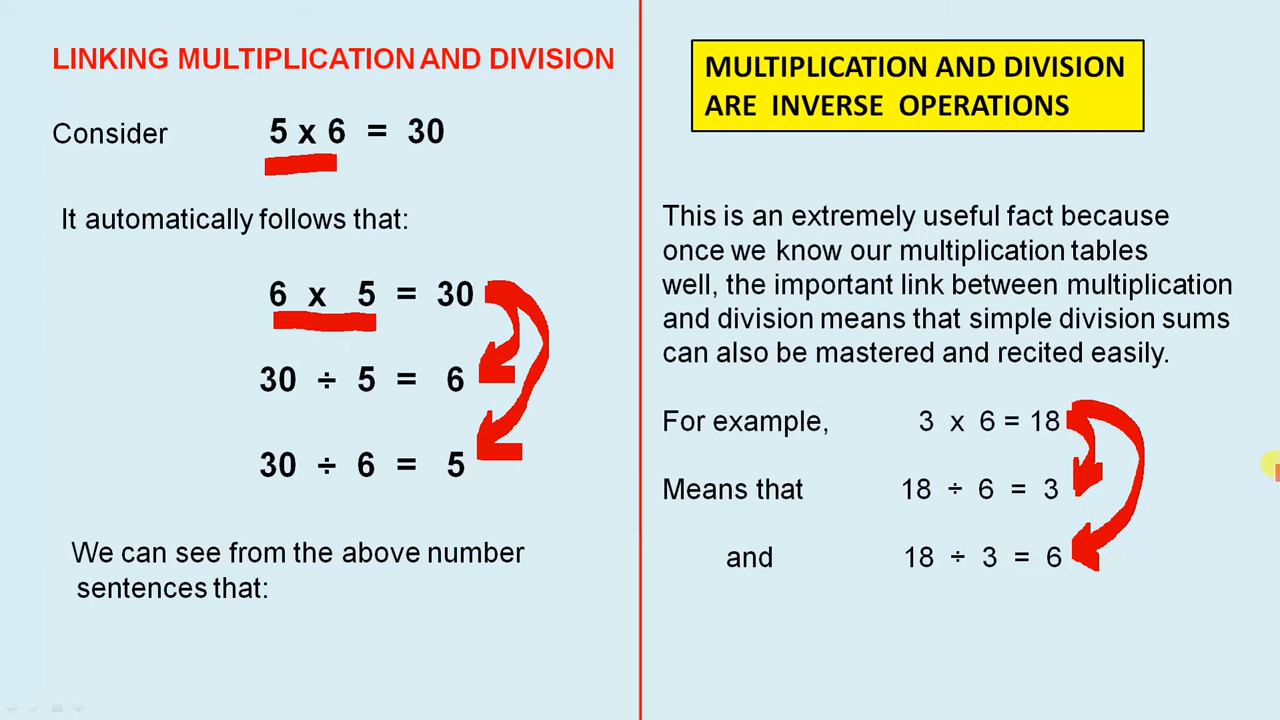 LINKING MULTIPLICATION AND DIVISION
Consider 5 x 6 = 30
It automatically follows that:
6 x 5 = 30
30 ÷ 5 = 6
30 ÷ 6 = 5
We can see from the above number
sentences that:
MULTIPLICATION AND DIVISION
ARE INVERSE OPERATIONS
This is an extremely useful fact because
once we know our multiplication tables
well, the important link between multiplication
and division means that simple division sums
can also be mastered and recited easily.
For example, 3 x 6 = 18
Means that 18 ÷ 6 = 3
and 18 ÷ 3 = 6